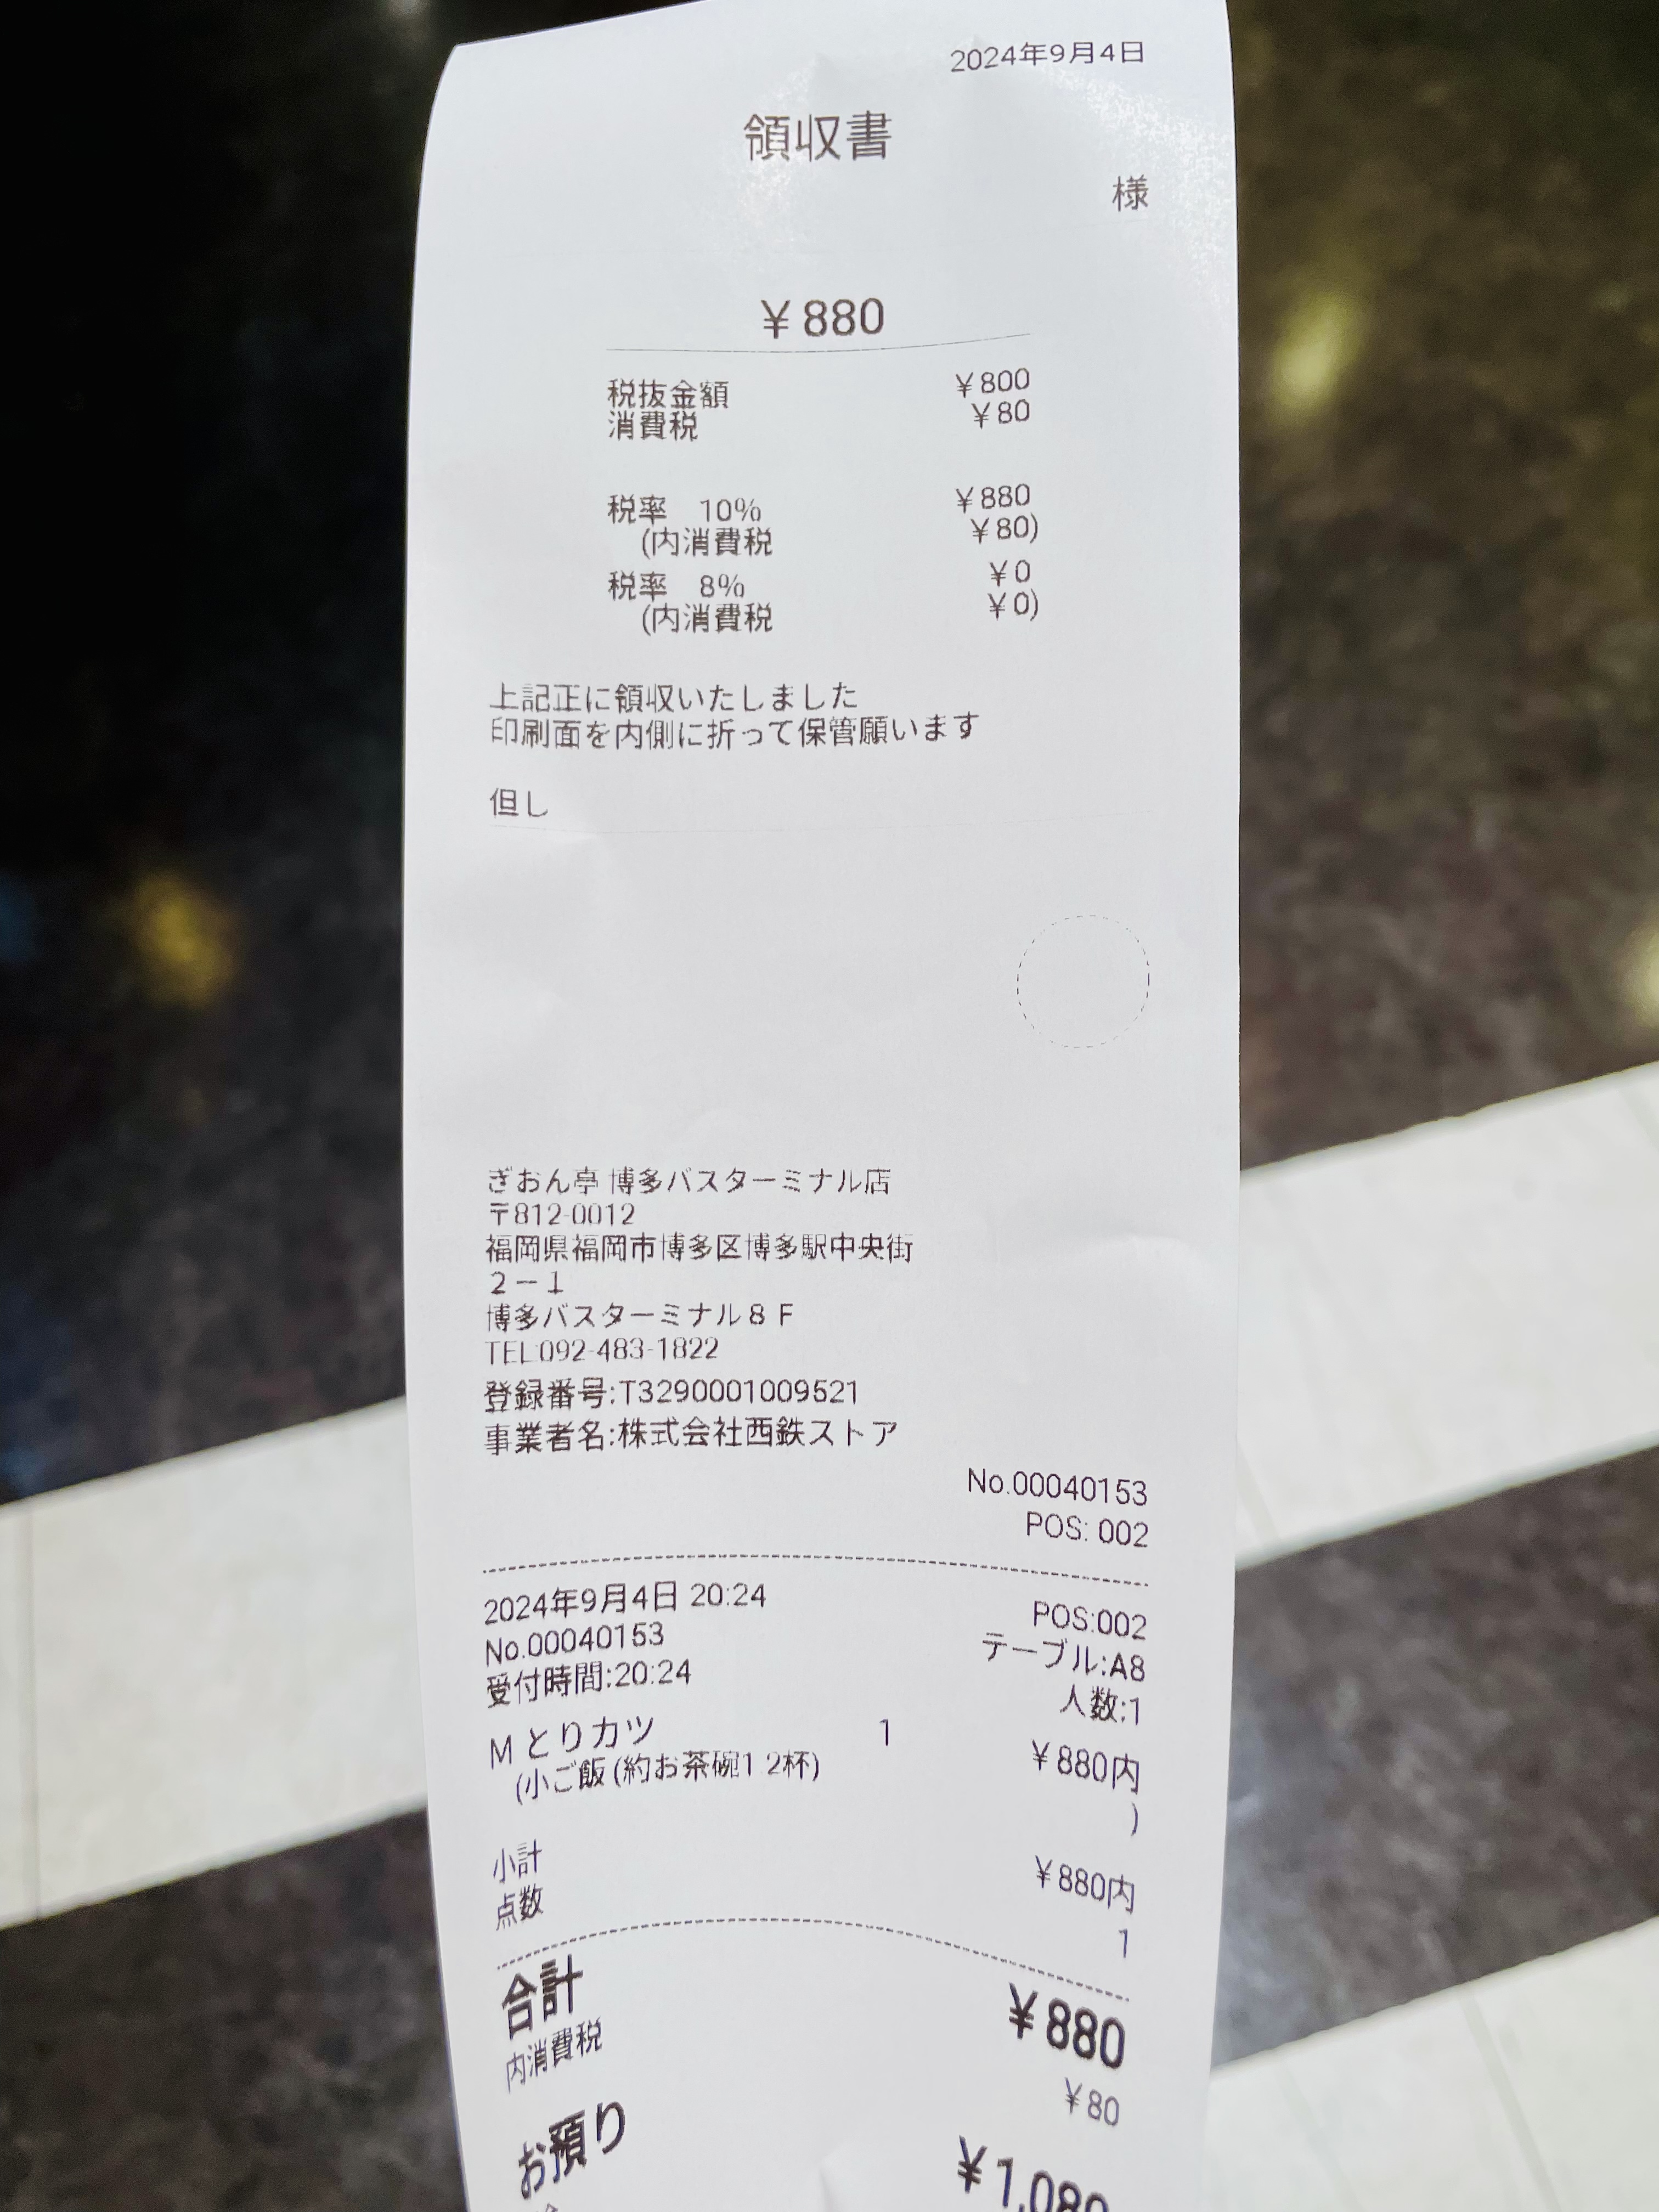 2024年9月4日
領収書
様
¥880
税抜金額 ¥800
消費税 ¥80
税率 10% ¥880
(内消費税 ¥80)
税率 8% ¥0
(内消費税 ¥0)
上記正に領収いたしました
印刷面を内側に折って保管願います
但し
ぎおん亭 博多バスターミナル店
〒812-0012
福岡県福岡市博多区博多駅中央街
2−1
博多バスターミナル8F
TEL:092-483-1822
登録番号:T3290001009521
事業者名:株式会社西鉄ストア
No.00040153
POS: 002
2024年9月4日 20:24 POS:002
No.00040153 テーブル:A8
受付時間:20:24 人数:1
M とりカツ 1 ¥880内
(小ご飯 (約お茶碗1.2杯) )
小計 ¥880内
点数 1
合計 ¥880
内消費税 ¥80
お預り ¥1,080